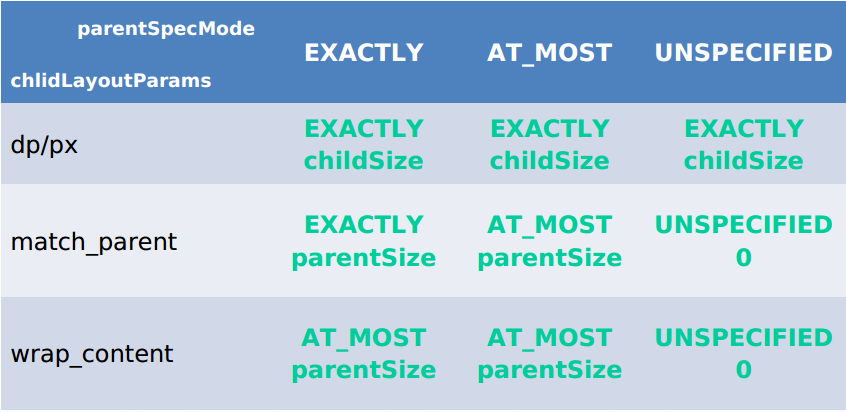 parentSpecMode
chlidLayoutParams
EXACTLY
AT_MOST
UNSPECIFIED
dp/px
EXACTLY
childSize
EXACTLY
childSize
EXACTLY
childSize
match_parent
EXACTLY
parentSize
AT_MOST
parentSize
UNSPECIFIED
0
wrap_content
AT_MOST
parentSize
AT_MOST
parentSize
UNSPECIFIED
0